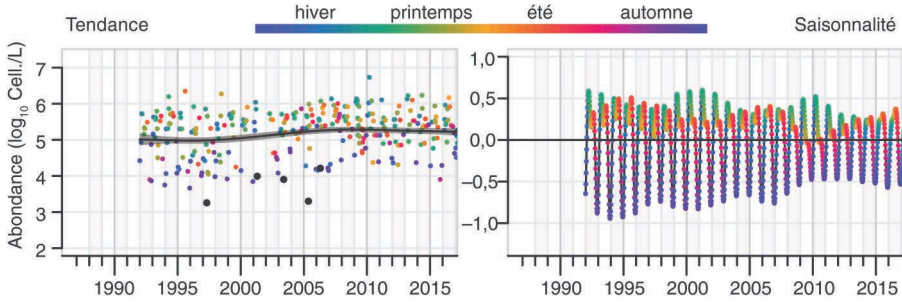 hiver printemps été automne
Tendance Saisonnalité
Abondance (log10 Cell./L)
7
6
5
4
3
2
1990 1995 2000 2005 2010 2015
1,0
0,5
0,0
–0,5
–1,0
1990 1995 2000 2005 2010 2015